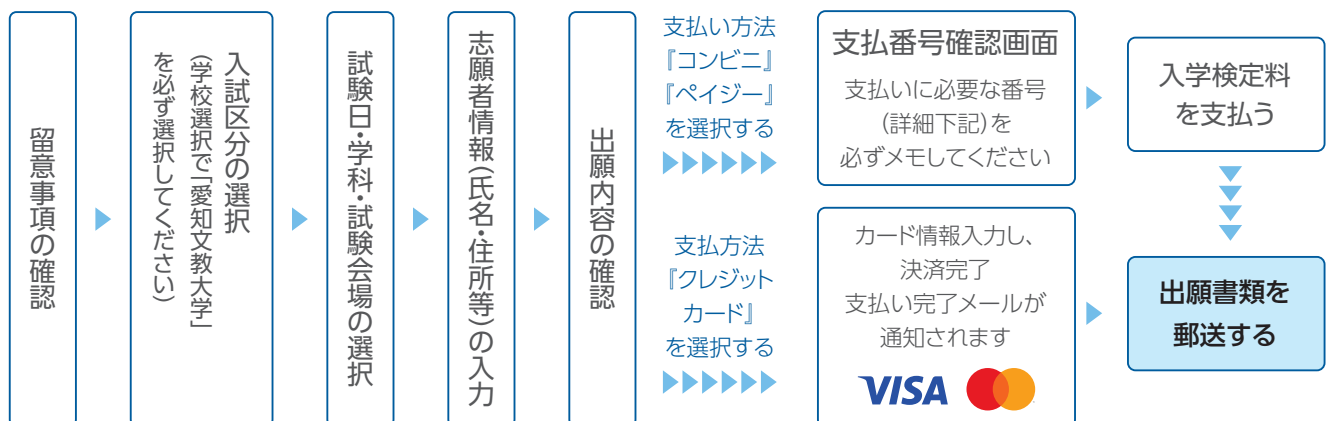 留意事項の確認
入試区分の選択
(学校選択で「愛知文教大学」
を必ず選択してください)
試験日・学科・試験会場の選択
志願者情報(氏名・住所等)の入力
出願内容の確認
支払い方法
『コンビニ』
『ペイジー』
を選択する
支払番号確認画面
支払いに必要な番号
(詳細下記)を
必ずメモしてください
入学検定料
を支払う
支払方法
『クレジット
カード』
を選択する
カード情報入力し、
決済完了
支払い完了メールが
通知されます
VISA
出願書類を
郵送する